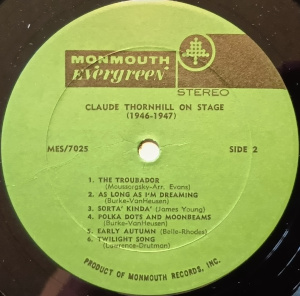 MONMOUTH
Evergreen
STEREO
CLAUDE THORNHILL ON STAGE
(1946-1947)
MES/7025
SIDE 2
1. THE TROUBADOR
(Moussorgsky-Arr. Evans)
2. AS LONG AS I'M DREAMING
(Burke-VanHeusen)
3. SORTA' KINDA' (James Young)
4. POLKA DOTS AND MOONBEAMS
(Burke-VanHeusen)
5. EARLY AUTUMN (Belle-Rhodes)
6. TWILIGHT SONG
(Lawrence-Drutman)
PRODUCT OF MONMOUTH RECORDS, INC.